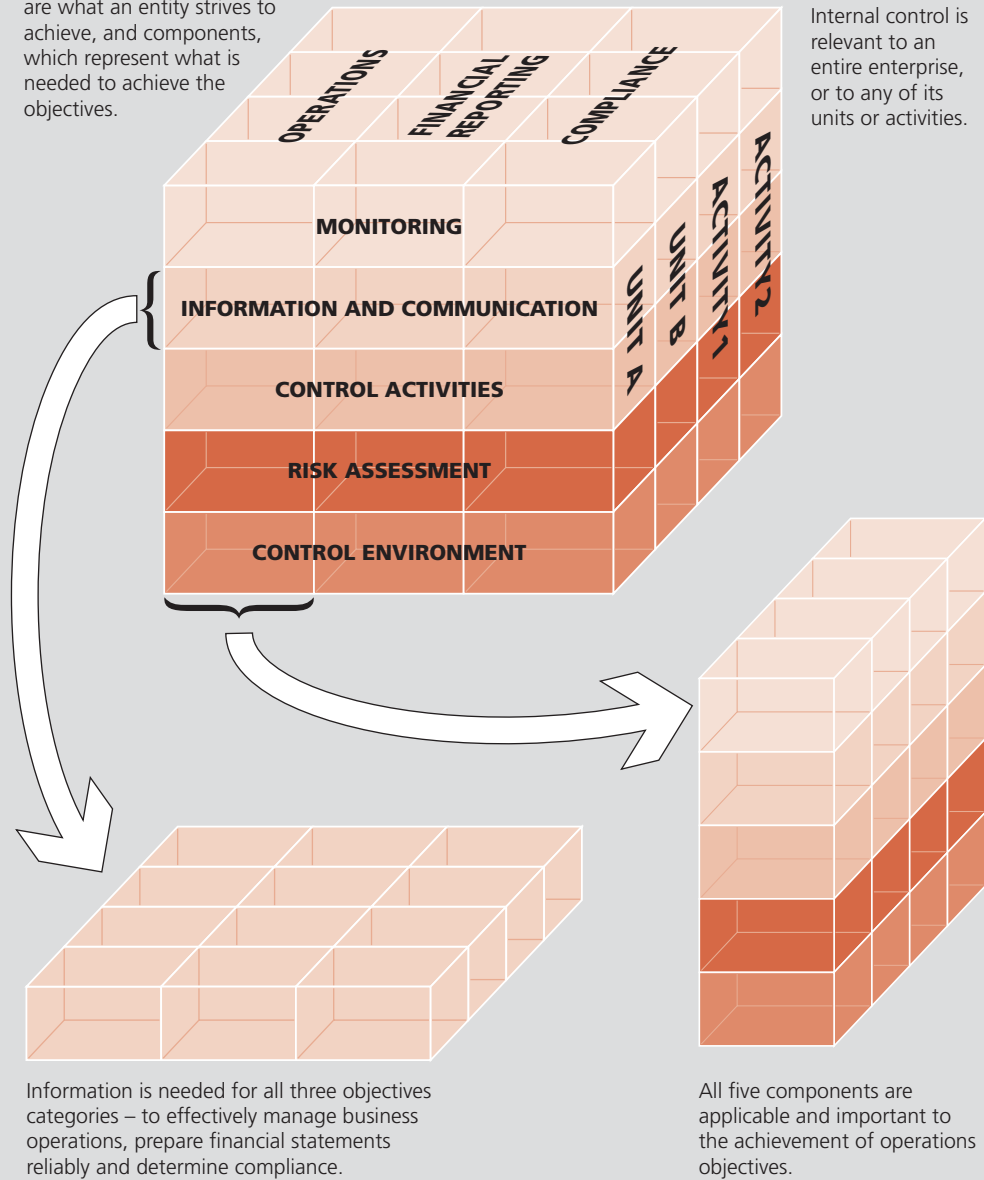 are what an entity strives to
achieve, and components,
which represent what is
needed to achieve the
objectives.
Internal control is
relevant to an
entire enterprise,
or to any of its
units or activities.
OPERATIONS
FINANCIAL
REPORTING
COMPLIANCE
MONITORING
INFORMATION AND COMMUNICATION
CONTROL ACTIVITIES
RISK ASSESSMENT
CONTROL ENVIRONMENT
UNIT A
UNIT B
ACTIVITY 1
ACTIVITY 2
Information is needed for all three objectives
categories – to effectively manage business
operations, prepare financial statements
reliably and determine compliance.
All five components are
applicable and important to
the achievement of operations
objectives.